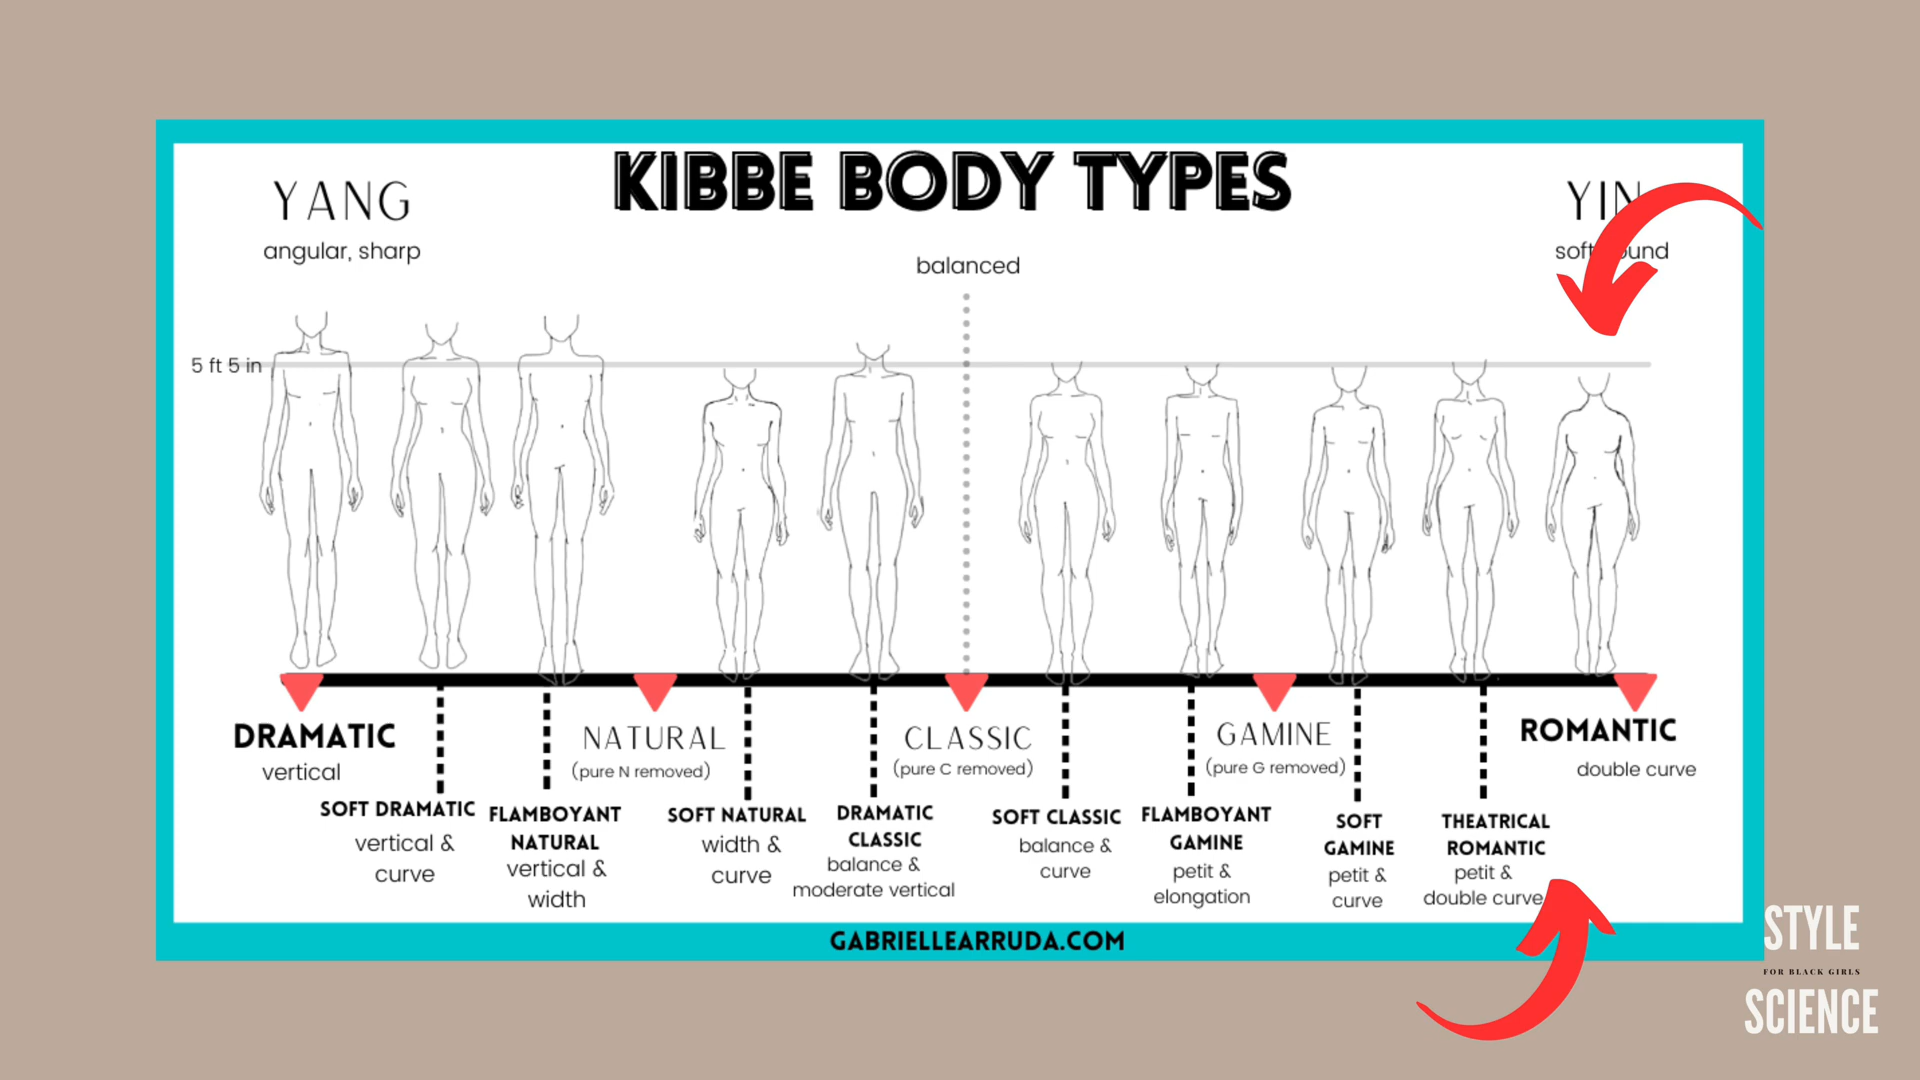 KIBBE BODY TYPES
YANG
angular, sharp
balanced
YIN
soft, round
5 ft 5 in
DRAMATIC
vertical
SOFT DRAMATIC
vertical &
curve
FLAMBOYANT
NATURAL
vertical &
width
NATURAL
(pure N removed)
SOFT NATURAL
width &
curve
DRAMATIC
CLASSIC
balance &
moderate vertical
CLASSIC
(pure C removed)
SOFT CLASSIC
balance &
curve
FLAMBOYANT
GAMINE
petit &
elongation
GAMINE
(pure G removed)
SOFT
GAMINE
petit &
curve
THEATRICAL
ROMANTIC
petit &
double curve
ROMANTIC
double curve
GABRIELLEARRUDA.COM
STYLE
FOR BLACK GIRLS
SCIENCE